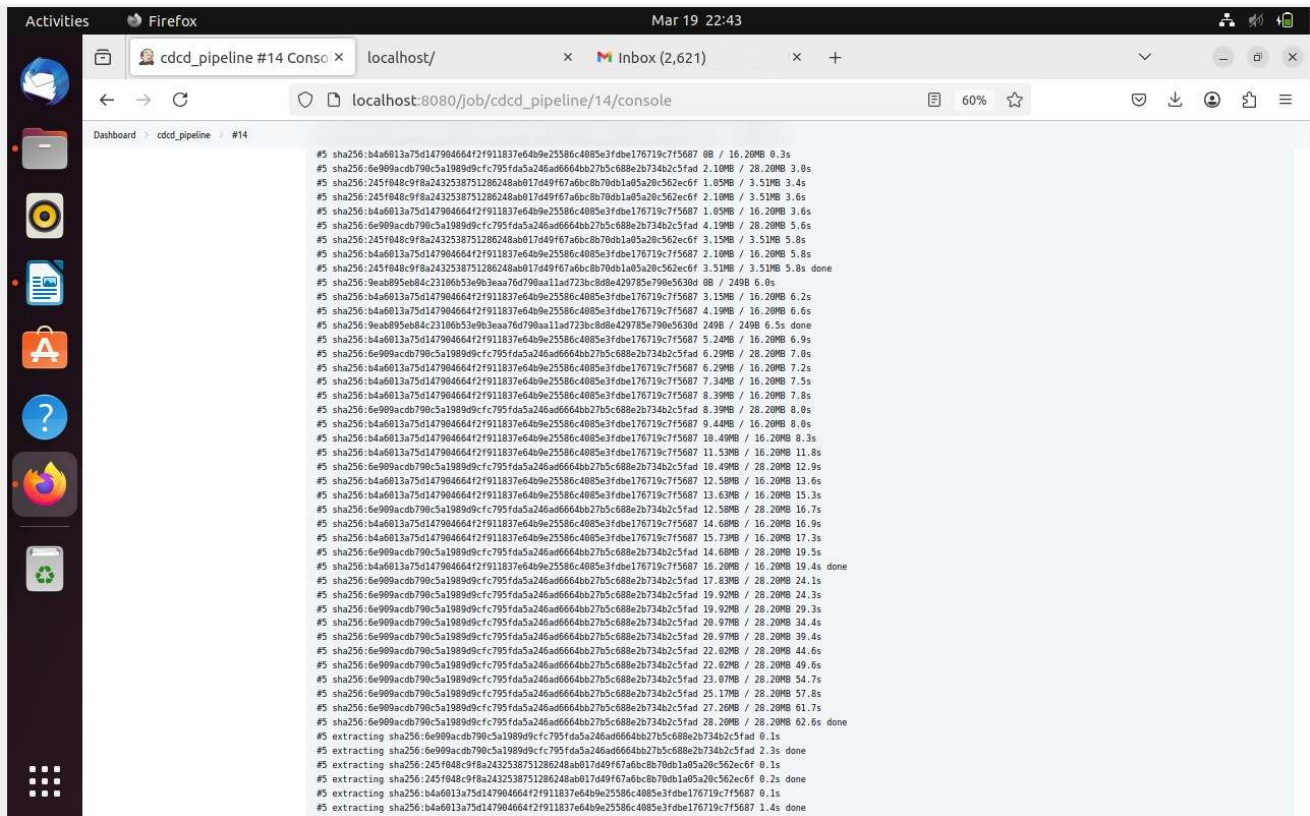 Activities
Firefox
Mar 19 22:43
cdcd_pipeline #14 Consol
localhost/
Inbox (2,621)
localhost:8080/job/cdcd_pipeline/14/console
60%
Dashboard > cdcd_pipeline > #14
#5 sha256:b4a6013a75d147904664f2f911837e64b9e25586c4085e3fdbe176719c7f5687 0B / 16.20MB 0.3s
#5 sha256:6e909acdb790c5a1989d9cfc795fda5a246ad6664bb27b5c688e2b734b2c5fad 2.10MB / 28.20MB 3.0s
#5 sha256:245f048c9f8a2432538751286248ab017d49f67a6bc8b70db1a05a20c562ec6f 1.05MB / 3.51MB 3.4s
#5 sha256:245f048c9f8a2432538751286248ab017d49f67a6bc8b70db1a05a20c562ec6f 2.10MB / 3.51MB 3.6s
#5 sha256:b4a6013a75d147904664f2f911837e64b9e25586c4085e3fdbe176719c7f5687 1.05MB / 16.20MB 3.6s
#5 sha256:6e909acdb790c5a1989d9cfc795fda5a246ad6664bb27b5c688e2b734b2c5fad 4.19MB / 28.20MB 5.6s
#5 sha256:245f048c9f8a2432538751286248ab017d49f67a6bc8b70db1a05a20c562ec6f 3.15MB / 3.51MB 5.8s
#5 sha256:b4a6013a75d147904664f2f911837e64b9e25586c4085e3fdbe176719c7f5687 2.10MB / 16.20MB 5.8s
#5 sha256:245f048c9f8a2432538751286248ab017d49f67a6bc8b70db1a05a20c562ec6f 3.51MB / 3.51MB 5.8s done
#5 sha256:9eab895eb84c23106b53e9b3eaa76d790aa11ad723bc8d8e429785e790e5630d 0B / 249B 6.0s
#5 sha256:b4a6013a75d147904664f2f911837e64b9e25586c4085e3fdbe176719c7f5687 3.15MB / 16.20MB 6.2s
#5 sha256:b4a6013a75d147904664f2f911837e64b9e25586c4085e3fdbe176719c7f5687 4.19MB / 16.20MB 6.6s
#5 sha256:9eab895eb84c23106b53e9b3eaa76d790aa11ad723bc8d8e429785e790e5630d 249B / 249B 6.5s done
#5 sha256:b4a6013a75d147904664f2f911837e64b9e25586c4085e3fdbe176719c7f5687 5.24MB / 16.20MB 6.9s
#5 sha256:6e909acdb790c5a1989d9cfc795fda5a246ad6664bb27b5c688e2b734b2c5fad 6.29MB / 28.20MB 7.0s
#5 sha256:b4a6013a75d147904664f2f911837e64b9e25586c4085e3fdbe176719c7f5687 6.29MB / 16.20MB 7.2s
#5 sha256:b4a6013a75d147904664f2f911837e64b9e25586c4085e3fdbe176719c7f5687 7.34MB / 16.20MB 7.5s
#5 sha256:b4a6013a75d147904664f2f911837e64b9e25586c4085e3fdbe176719c7f5687 8.39MB / 16.20MB 7.8s
#5 sha256:6e909acdb790c5a1989d9cfc795fda5a246ad6664bb27b5c688e2b734b2c5fad 8.39MB / 28.20MB 8.0s
#5 sha256:b4a6013a75d147904664f2f911837e64b9e25586c4085e3fdbe176719c7f5687 9.44MB / 16.20MB 8.0s
#5 sha256:b4a6013a75d147904664f2f911837e64b9e25586c4085e3fdbe176719c7f5687 10.49MB / 16.20MB 8.3s
#5 sha256:b4a6013a75d147904664f2f911837e64b9e25586c4085e3fdbe176719c7f5687 11.53MB / 16.20MB 11.8s
#5 sha256:6e909acdb790c5a1989d9cfc795fda5a246ad6664bb27b5c688e2b734b2c5fad 10.49MB / 28.20MB 12.9s
#5 sha256:b4a6013a75d147904664f2f911837e64b9e25586c4085e3fdbe176719c7f5687 12.58MB / 16.20MB 13.6s
#5 sha256:b4a6013a75d147904664f2f911837e64b9e25586c4085e3fdbe176719c7f5687 13.63MB / 16.20MB 15.3s
#5 sha256:6e909acdb790c5a1989d9cfc795fda5a246ad6664bb27b5c688e2b734b2c5fad 12.58MB / 28.20MB 16.7s
#5 sha256:b4a6013a75d147904664f2f911837e64b9e25586c4085e3fdbe176719c7f5687 14.68MB / 16.20MB 16.9s
#5 sha256:b4a6013a75d147904664f2f911837e64b9e25586c4085e3fdbe176719c7f5687 15.73MB / 16.20MB 17.3s
#5 sha256:6e909acdb790c5a1989d9cfc795fda5a246ad6664bb27b5c688e2b734b2c5fad 14.68MB / 28.20MB 19.5s
#5 sha256:b4a6013a75d147904664f2f911837e64b9e25586c4085e3fdbe176719c7f5687 16.20MB / 16.20MB 19.4s done
#5 sha256:6e909acdb790c5a1989d9cfc795fda5a246ad6664bb27b5c688e2b734b2c5fad 17.83MB / 28.20MB 24.1s
#5 sha256:6e909acdb790c5a1989d9cfc795fda5a246ad6664bb27b5c688e2b734b2c5fad 19.92MB / 28.20MB 24.3s
#5 sha256:6e909acdb790c5a1989d9cfc795fda5a246ad6664bb27b5c688e2b734b2c5fad 19.92MB / 28.20MB 29.3s
#5 sha256:6e909acdb790c5a1989d9cfc795fda5a246ad6664bb27b5c688e2b734b2c5fad 20.97MB / 28.20MB 34.4s
#5 sha256:6e909acdb790c5a1989d9cfc795fda5a246ad6664bb27b5c688e2b734b2c5fad 20.97MB / 28.20MB 39.4s
#5 sha256:6e909acdb790c5a1989d9cfc795fda5a246ad6664bb27b5c688e2b734b2c5fad 22.02MB / 28.20MB 44.6s
#5 sha256:6e909acdb790c5a1989d9cfc795fda5a246ad6664bb27b5c688e2b734b2c5fad 22.02MB / 28.20MB 49.6s
#5 sha256:6e909acdb790c5a1989d9cfc795fda5a246ad6664bb27b5c688e2b734b2c5fad 23.07MB / 28.20MB 54.7s
#5 sha256:6e909acdb790c5a1989d9cfc795fda5a246ad6664bb27b5c688e2b734b2c5fad 25.17MB / 28.20MB 57.8s
#5 sha256:6e909acdb790c5a1989d9cfc795fda5a246ad6664bb27b5c688e2b734b2c5fad 27.26MB / 28.20MB 61.7s
#5 sha256:6e909acdb790c5a1989d9cfc795fda5a246ad6664bb27b5c688e2b734b2c5fad 28.20MB / 28.20MB 62.6s done
#5 extracting sha256:6e909acdb790c5a1989d9cfc795fda5a246ad6664bb27b5c688e2b734b2c5fad 0.1s
#5 extracting sha256:6e909acdb790c5a1989d9cfc795fda5a246ad6664bb27b5c688e2b734b2c5fad 2.3s done
#5 extracting sha256:245f048c9f8a2432538751286248ab017d49f67a6bc8b70db1a05a20c562ec6f 0.1s
#5 extracting sha256:245f048c9f8a2432538751286248ab017d49f67a6bc8b70db1a05a20c562ec6f 0.2s done
#5 extracting sha256:b4a6013a75d147904664f2f911837e64b9e25586c4085e3fdbe176719c7f5687 0.1s
#5 extracting sha256:b4a6013a75d147904664f2f911837e64b9e25586c4085e3fdbe176719c7f5687 1.4s done